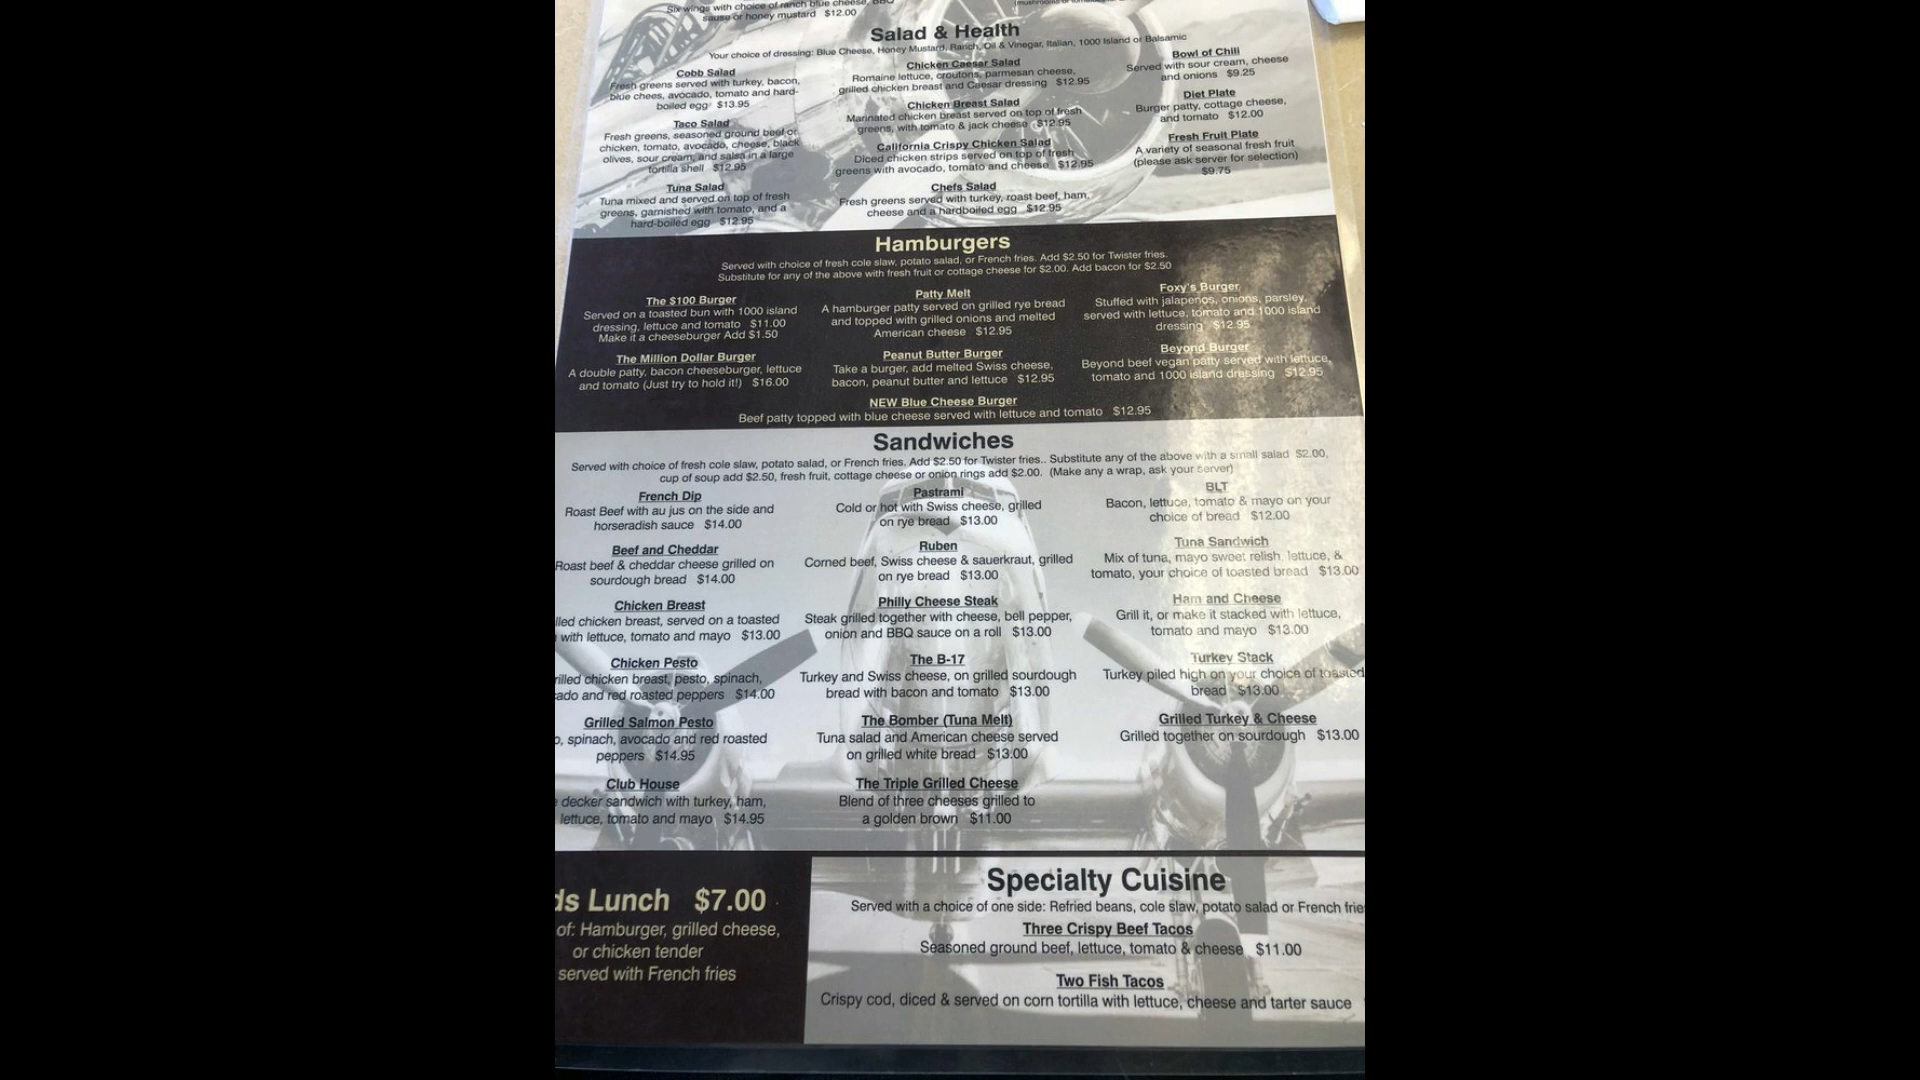 Six wings with choice of ranch blue cheese, BBQ
sause or honey mustard $12.00
Salad & Health
Your choice of dressing: Blue Cheese, Honey Mustard, Ranch, Oil & Vinegar, Italian, 1000 Island or Balsamic
Cobb Salad
Fresh greens served with turkey, bacon,
blue chees, avocado, tomato and hard-
boiled egg $13.95
Taco Salad
Fresh greens, seasoned ground beef or
chicken, tomato, avocado, cheese, black
olives, sour cream, and salsa in a large
tortilla shell $12.95
Tuna Salad
Tuna mixed and served on top of fresh
greens, garnished with tomato, and a
hard-boiled egg $12.95
Chicken Caesar Salad
Romaine lettuce, croutons, parmesan cheese,
grilled chicken breast and Caesar dressing $12.95
Chicken Breast Salad
Marinated chicken breast served on top of fresh
greens, with tomato & jack cheese $12.95
California Crispy Chicken Salad
Diced chicken strips served on top of fresh
greens with avocado, tomato and cheese $12.95
Chefs Salad
Fresh greens served with turkey, roast beef, ham,
cheese and a hardboiled egg $12.95
Bowl of Chili
Served with sour cream, cheese
and onions $9.25
Diet Plate
Burger patty, cottage cheese,
and tomato $12.00
Fresh Fruit Plate
A variety of seasonal fresh fruit
(please ask server for selection)
$9.75
Hamburgers
Served with choice of fresh cole slaw, potato salad, or French fries. Add $2.50 for Twister fries.
Substitute for any of the above with fresh fruit or cottage cheese for $2.00. Add bacon for $2.50
The $100 Burger
Served on a toasted bun with 1000 island
dressing, lettuce and tomato $11.00
Make it a cheeseburger Add $1.50
The Million Dollar Burger
A double patty, bacon cheeseburger, lettuce
and tomato (Just try to hold it!) $16.00
Patty Melt
A hamburger patty served on grilled rye bread
and topped with grilled onions and melted
American cheese $12.95
Peanut Butter Burger
Take a burger, add melted Swiss cheese,
bacon, peanut butter and lettuce $12.95
Foxy's Burger
Stuffed with jalapenos, onions, parsley,
served with lettuce, tomato and 1000 island
dressing $12.95
Beyond Burger
Beyond beef vegan patty served with lettuce,
tomato and 1000 island dressing $12.95
NEW Blue Cheese Burger
Beef patty topped with blue cheese served with lettuce and tomato $12.95
Sandwiches
Served with choice of fresh cole slaw, potato salad, or French fries. Add $2.50 for Twister fries.. Substitute any of the above with a small salad $2.00,
cup of soup add $2.50, fresh fruit, cottage cheese or onion rings add $2.00. (Make any a wrap, ask your server)
French Dip
Roast Beef with au jus on the side and
horseradish sauce $14.00
Beef and Cheddar
Roast beef & cheddar cheese grilled on
sourdough bread $14.00
Chicken Breast
lled chicken breast, served on a toasted
with lettuce, tomato and mayo $13.00
Chicken Pesto
rilled chicken breast, pesto, spinach,
ado and red roasted peppers $14.00
Grilled Salmon Pesto
o, spinach, avocado and red roasted
peppers $14.95
Club House
decker sandwich with turkey, ham,
lettuce, tomato and mayo $14.95
Pastrami
Cold or hot with Swiss cheese, grilled
on rye bread $13.00
Ruben
Corned beef, Swiss cheese & sauerkraut, grilled
on rye bread $13.00
Philly Cheese Steak
Steak grilled together with cheese, bell pepper,
onion and BBQ sauce on a roll $13.00
The B-17
Turkey and Swiss cheese, on grilled sourdough
bread with bacon and tomato $13.00
The Bomber (Tuna Melt)
Tuna salad and American cheese served
on grilled white bread $13.00
The Triple Grilled Cheese
Blend of three cheeses grilled to
a golden brown $11.00
BLT
Bacon, lettuce, tomato & mayo on your
choice of bread $12.00
Tuna Sandwich
Mix of tuna, mayo sweet relish, lettuce, &
tomato, your choice of toasted bread $13.00
Ham and Cheese
Grill it, or make it stacked with lettuce,
tomato and mayo $13.00
Turkey Stack
Turkey piled high on your choice of toasted
bread $13.00
Grilled Turkey & Cheese
Grilled together on sourdough $13.00
ds Lunch $7.00
of: Hamburger, grilled cheese,
or chicken tender
served with French fries
Specialty Cuisine
Served with a choice of one side: Refried beans, cole slaw, potato salad or French frie
Three Crispy Beef Tacos
Seasoned ground beef, lettuce, tomato & cheese $11.00
Two Fish Tacos
Crispy cod, diced & served on corn tortilla with lettuce, cheese and tarter sauce